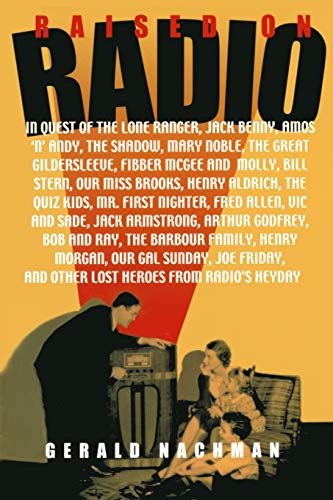 RAISED ON
RADIO
IN QUEST OF THE LONE RANGER, JACK BENNY, AMOS
'N' ANDY, THE SHADOW, MARY NOBLE, THE GREAT
GILDERSLEEVE, FIBBER MCGEE AND MOLLY, BILL
STERN, OUR MISS BROOKS, HENRY ALDRICH, THE
QUIZ KIDS, MR. FIRST NIGHTER, FRED ALLEN, VIC
AND SADE, JACK ARMSTRONG, ARTHUR GODFREY,
BOB AND RAY, THE BARBOUR FAMILY, HENRY
MORGAN, OUR GAL SUNDAY, JOE FRIDAY,
AND OTHER LOST HEROES FROM RADIO'S HEYDAY
GERALD NACHMAN